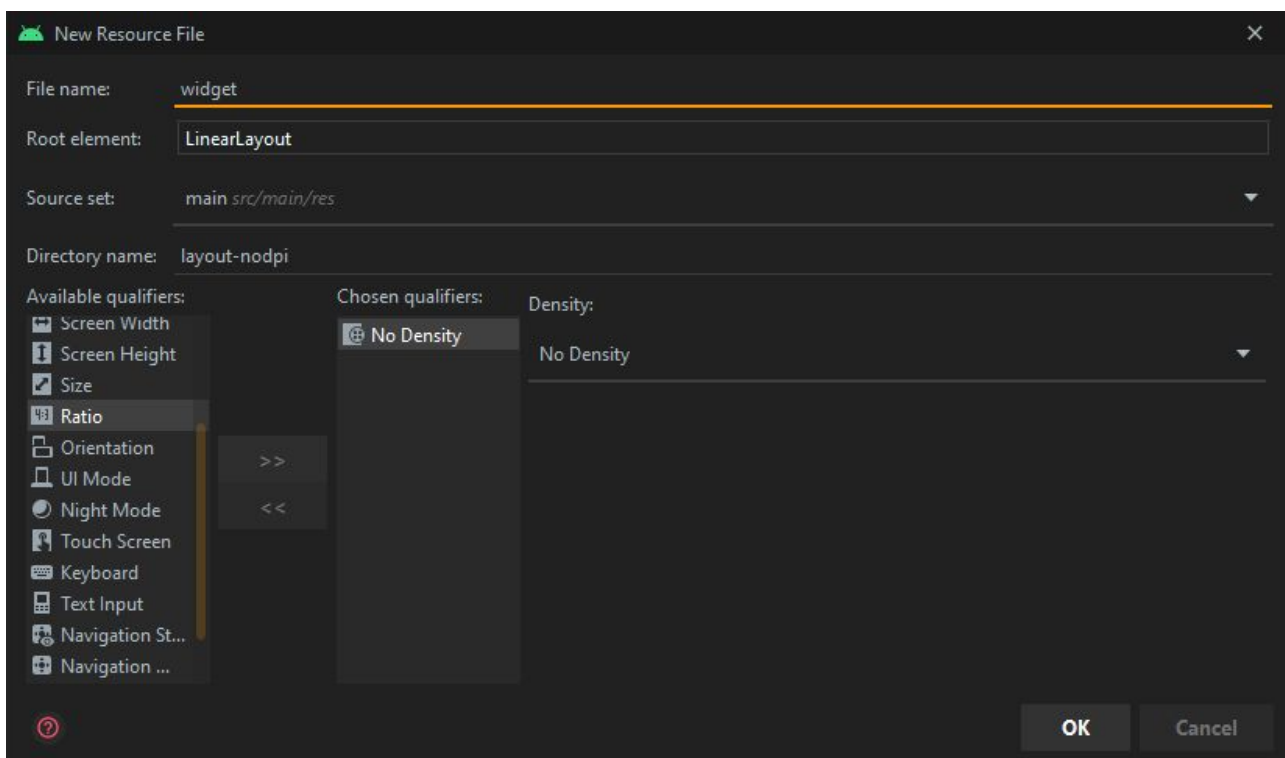 New Resource File
File name: widget
Root element: LinearLayout
Source set: main src/main/res
Directory name: layout-nodpi
Available qualifiers:
Screen Width
Screen Height
Size
Ratio
Orientation
UI Mode
Night Mode
Touch Screen
Keyboard
Text Input
Navigation St...
Navigation ...
>>
<<
Chosen qualifiers:
No Density
Density:
No Density
OK Cancel